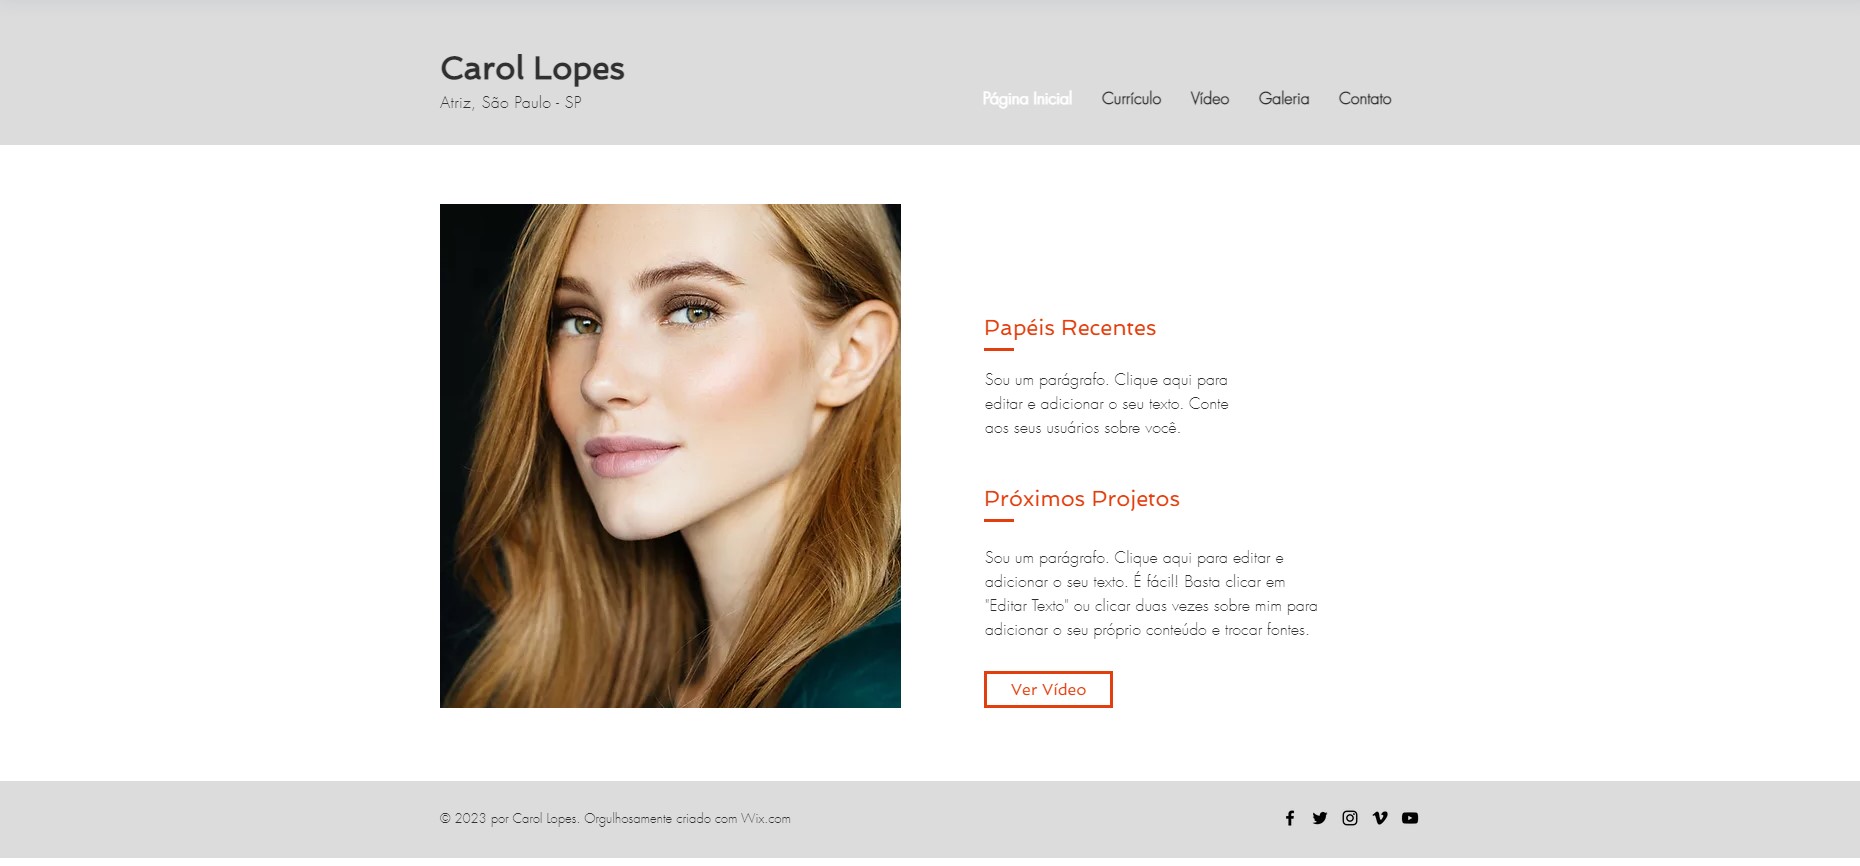 Carol Lopes
Atriz, São Paulo - SP
Página Inicial Currículo Vídeo Galeria Contato
Papéis Recentes
Sou um parágrafo. Clique aqui para
editar e adicionar o seu texto. Conte
aos seus usuários sobre você.
Próximos Projetos
Sou um parágrafo. Clique aqui para editar e
adicionar o seu texto. É fácil! Basta clicar em
"Editar Texto" ou clicar duas vezes sobre mim para
adicionar o seu próprio conteúdo e trocar fontes.
Ver Vídeo
© 2023 por Carol Lopes. Orgulhosamente criado com Wix.com